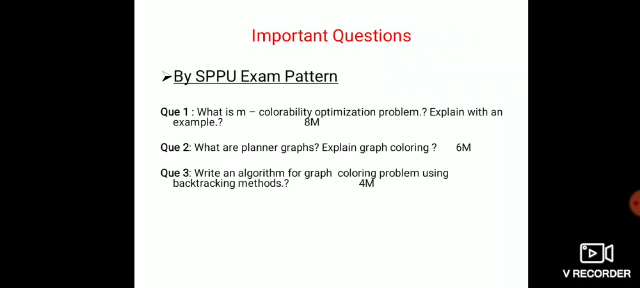 Important Questions
➢By SPPU Exam Pattern
Que 1 : What is m – colorability optimization problem.? Explain with an
example.? 8M
Que 2: What are planner graphs? Explain graph coloring ? 6M
Que 3: Write an algorithm for graph coloring problem using
backtracking methods.? 4M
V RECORDER